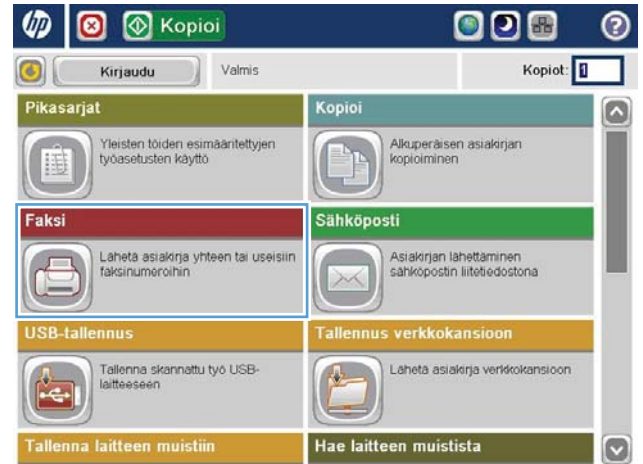 hp
Kopioi
?
Kirjaudu
Valmis
Kopiot: 1
Pikasarjat
Kopioi
Yleisten töiden esimääritettyjen
työasetusten käyttö
Alkuperäisen asiakirjan
kopioiminen
Faksi
Sähköposti
Lähetä asiakirja yhteen tai useisiin
faksinumeroihin
Asiakirjan lähettäminen
sähköpostin liitetiedostona
USB-tallennus
Tallennus verkkokansioon
Tallenna skannattu työ USB-
laitteeseen
Lähetä asiakirja verkkokansioon
Tallenna laitteen muistiin
Hae laitteen muistista